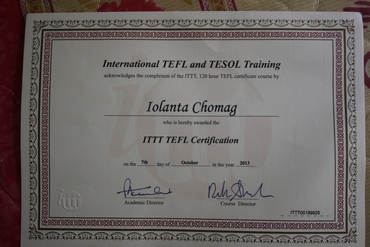 International TEFL and TESOL Training
acknowledges the completion of the ITTT, 120 hour TEFL certificate course by
Iolanta Chomag
who is hereby awarded the
ITTT TEFL Certification
on the 7th day of October in the year 2013
Academic Director Course Director
ITTT00189925
ittt